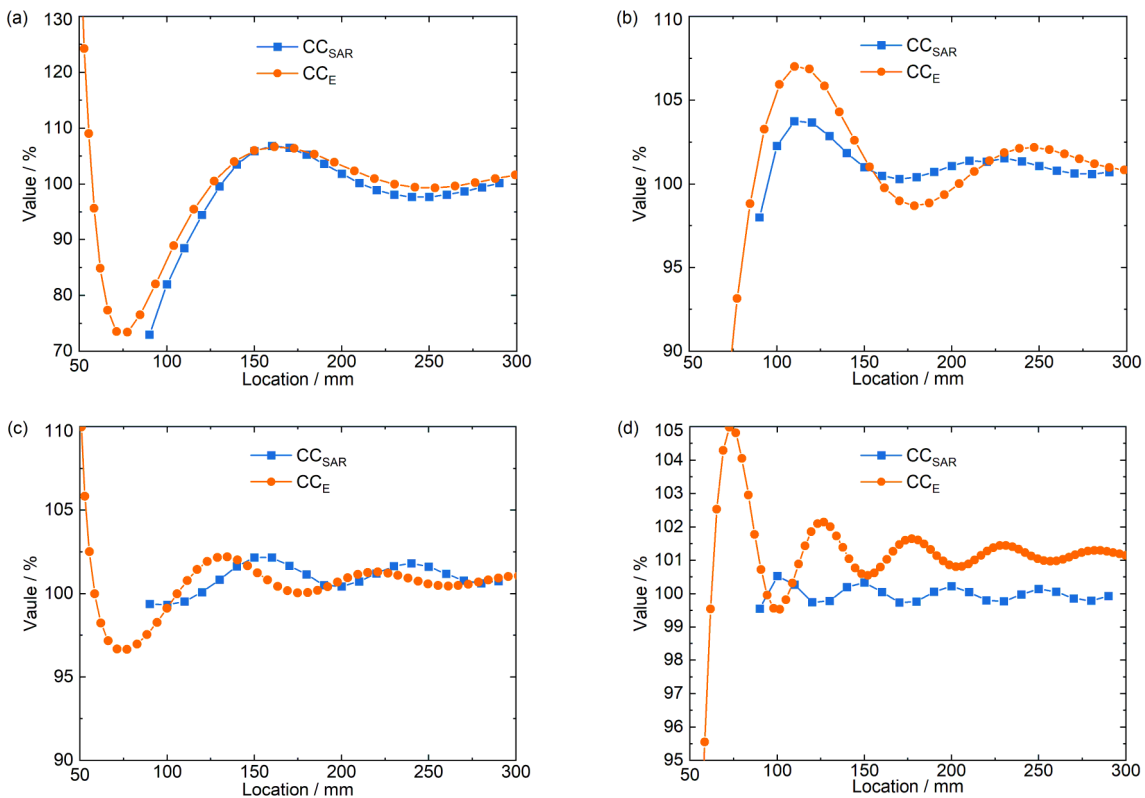 (a)
130
120
110
100
90
80
70
Value / %
CC_SAR
CC_E
50
100
150
200
250
300
Location / mm
(b)
110
105
100
95
90
Value / %
CC_SAR
CC_E
50
100
150
200
250
300
Location / mm
(c)
110
105
100
95
90
Vaule / %
CC_SAR
CC_E
50
100
150
200
250
300
Location / mm
(d)
105
104
103
102
101
100
99
98
97
96
95
Value / %
CC_SAR
CC_E
50
100
150
200
250
300
Location / mm